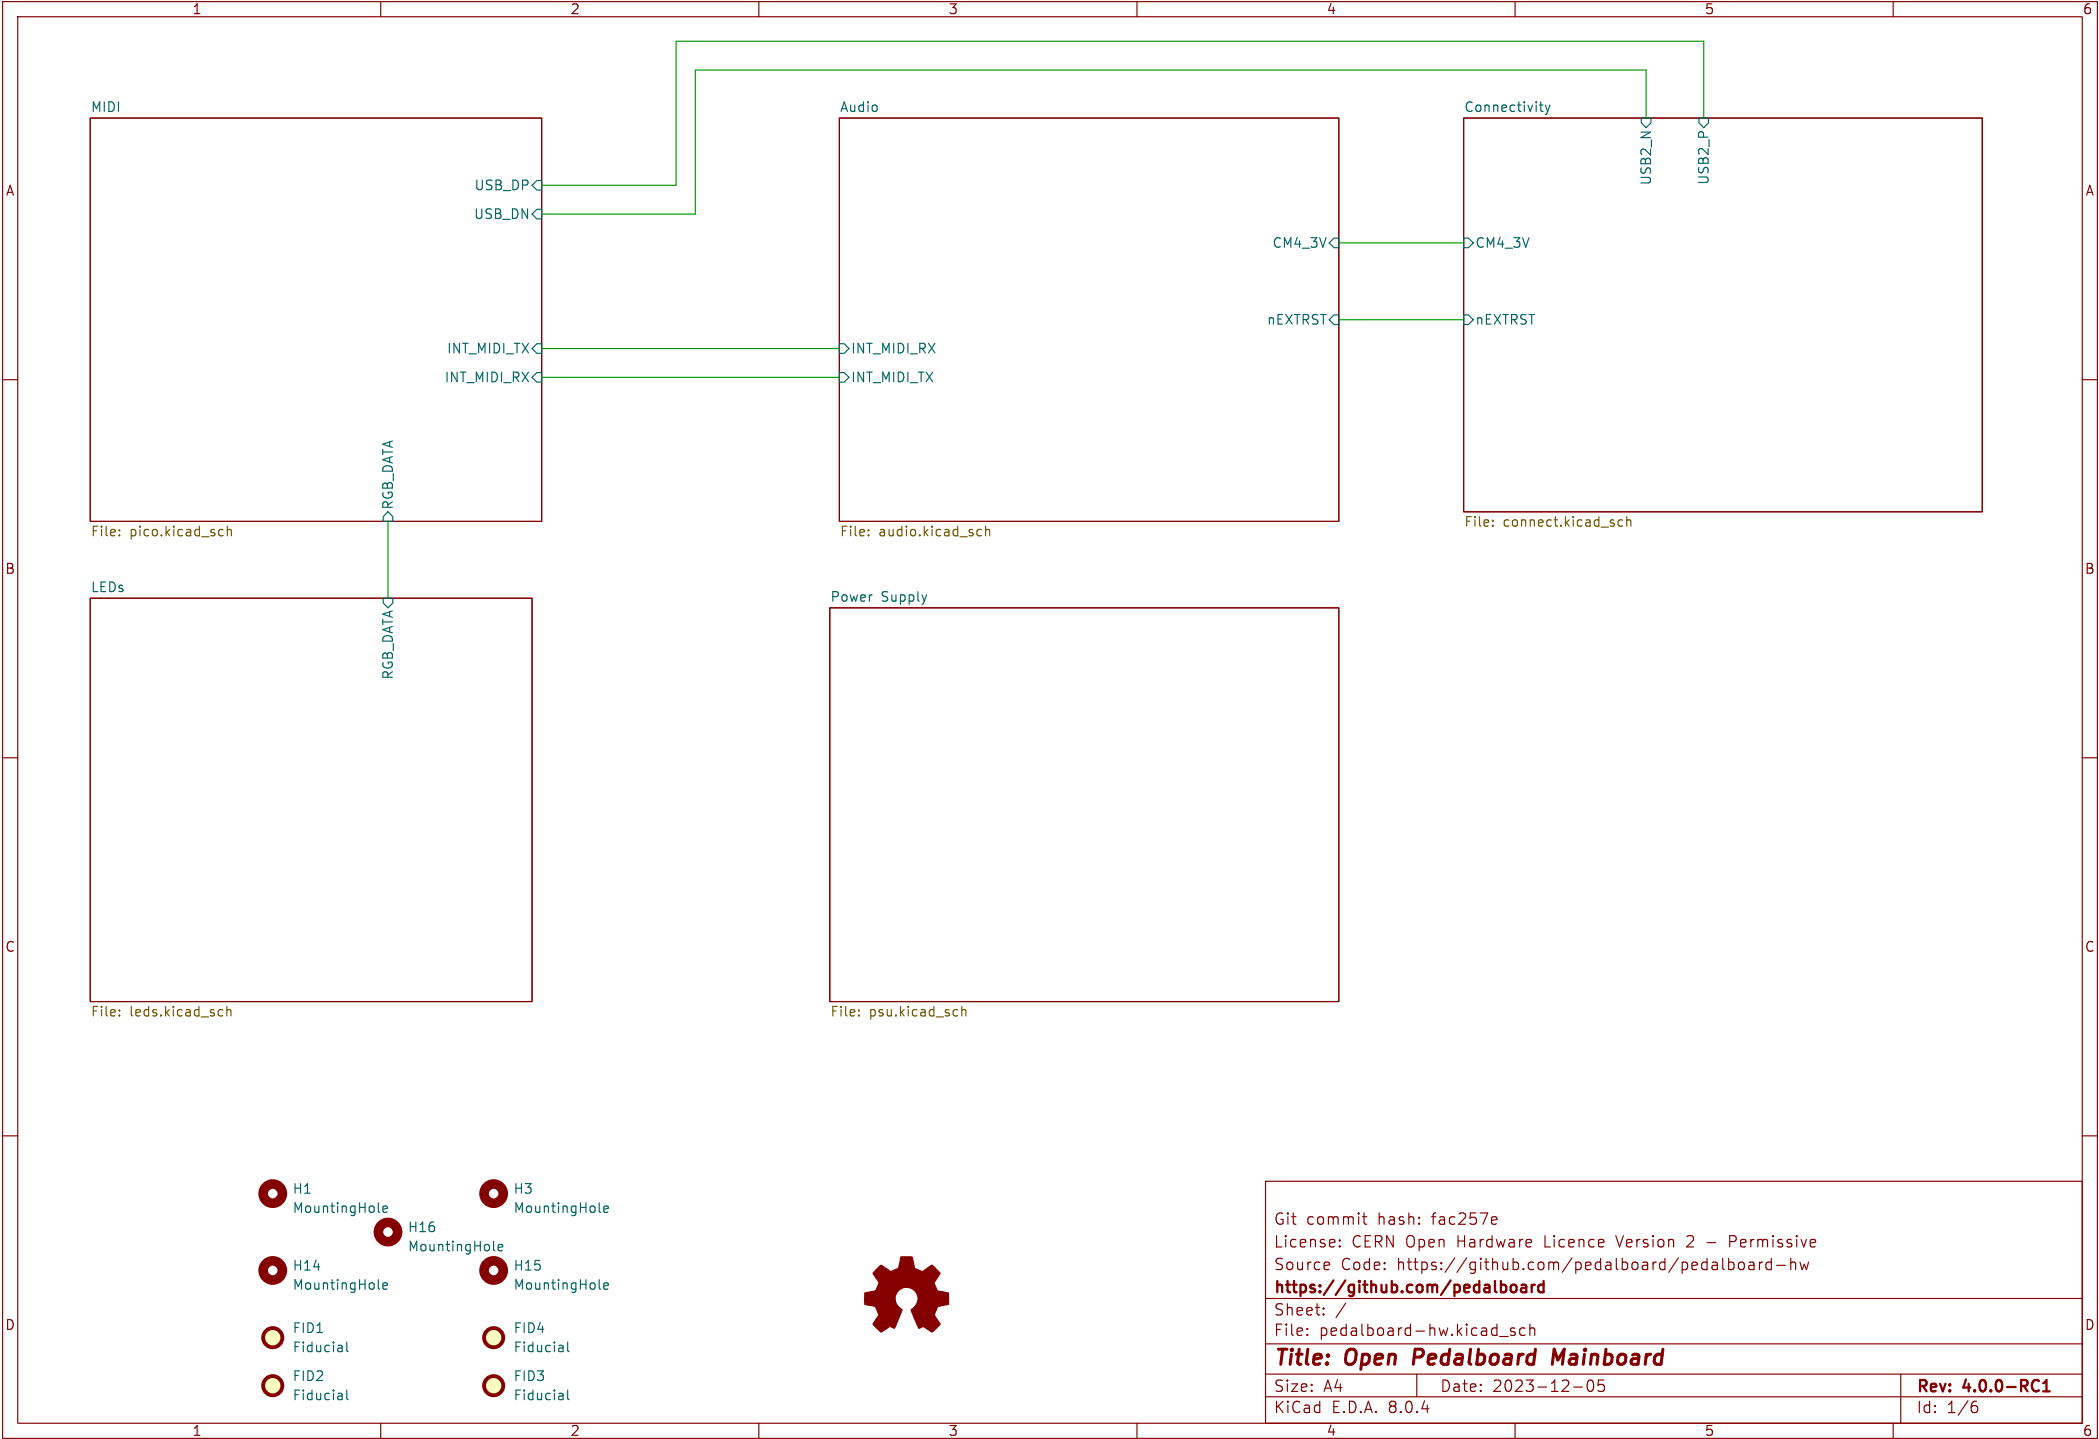 1 2 3 4 5 6
A
B
C
D
A
B
C
D
MIDI
USB_DP
USB_DN
INT_MIDI_TX
INT_MIDI_RX
RGB_DATA
File: pico.kicad_sch
Audio
CM4_3V
nEXTRST
INT_MIDI_RX
INT_MIDI_TX
File: audio.kicad_sch
Connectivity
USB2_N
USB2_P
CM4_3V
nEXTRST
File: connect.kicad_sch
LEDs
RGB_DATA
File: leds.kicad_sch
Power Supply
File: psu.kicad_sch
H1
MountingHole
H3
MountingHole
H16
MountingHole
H14
MountingHole
H15
MountingHole
FID1
Fiducial
FID4
Fiducial
FID2
Fiducial
FID3
Fiducial
Git commit hash: fac257e
License: CERN Open Hardware Licence Version 2 - Permissive
Source Code: https://github.com/pedalboard/pedalboard-hw
https://github.com/pedalboard
Sheet: /
File: pedalboard-hw.kicad_sch
Title: Open Pedalboard Mainboard
Size: A4
Date: 2023-12-05
Rev: 4.0.0-RC1
KiCad E.D.A. 8.0.4
Id: 1/6
1 2 3 4 5 6